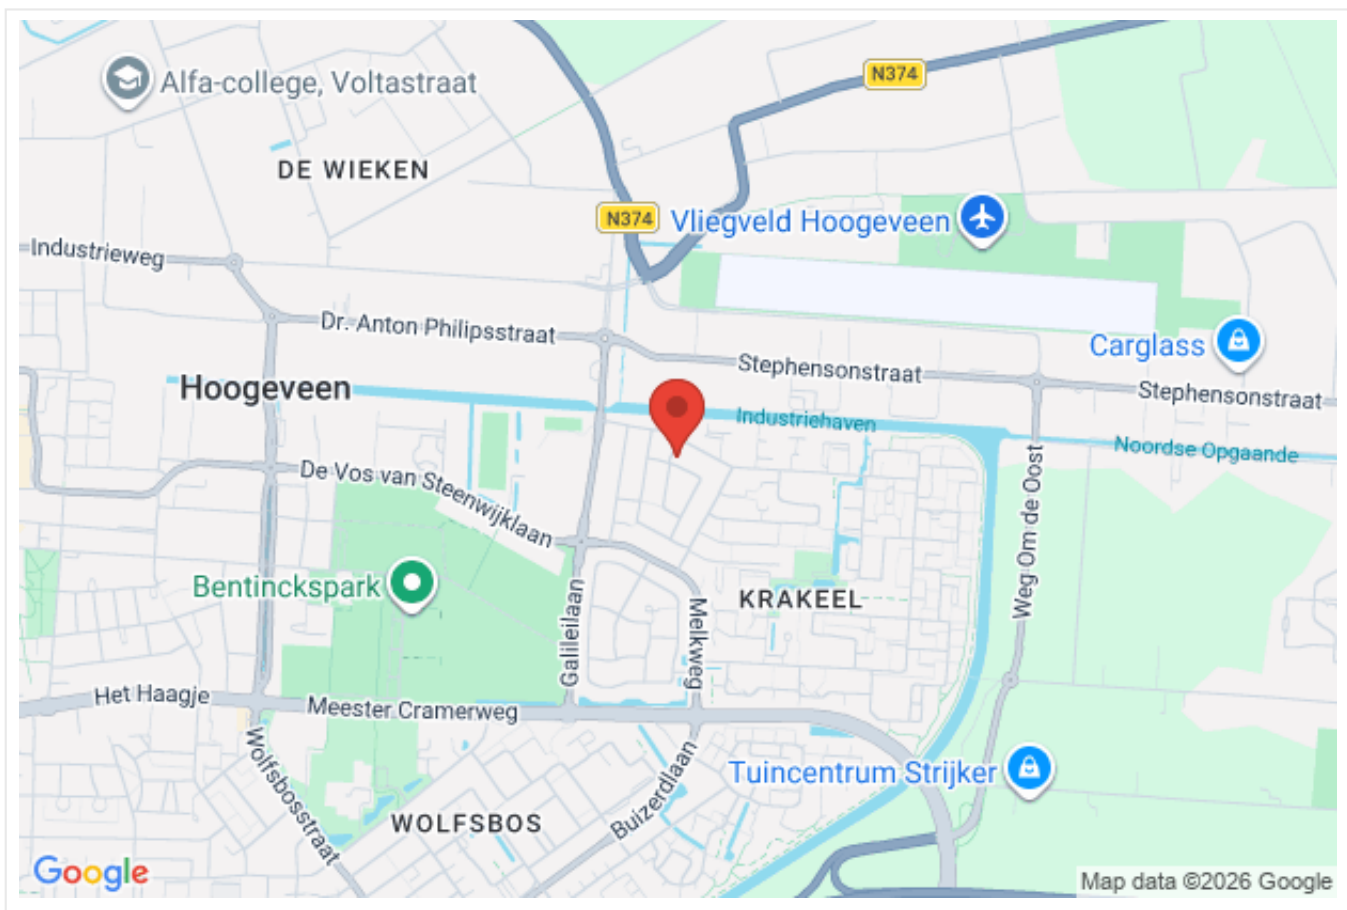 N374
Alfa-college, Voltastraat
DE WIEKEN
N374
Vliegveld Hoogeveen
Industrieweg
Dr. Anton Philipsstraat
Carglass
Stephensonstraat
Stephensonstraat
Hoogeveen
Industriehaven
Noordse Opgaande
De Vos van Steenwijklaan
Weg Om de Oost
Bentinckspark
KRAKEEL
Galileilaan
Melkweg
Het Haagje
Meester Cramerweg
Wolfsbosstraat
Tuincentrum Strijker
Buizerdlaan
WOLFSBOS
Google
Map data ©2026 Google